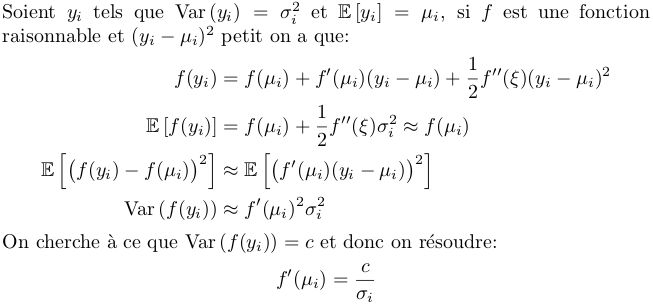 Soient $y_i$ tels que $\operatorname{Var}(y_i) = \sigma_i^2$ et $\mathbb{E}[y_i] = \mu_i$, si $f$ est une fonction
raisonnable et $(y_i - \mu_i)^2$ petit on a que:
$f(y_i) = f(\mu_i) + f'(\mu_i)(y_i - \mu_i) + \frac{1}{2} f''(\xi)(y_i - \mu_i)^2$
$\mathbb{E}[f(y_i)] = f(\mu_i) + \frac{1}{2} f''(\xi)\sigma_i^2 \approx f(\mu_i)$
$\mathbb{E}\left[\left(f(y_i) - f(\mu_i)\right)^2\right] \approx \mathbb{E}\left[\left(f'(\mu_i)(y_i - \mu_i)\right)^2\right]$
$\operatorname{Var}(f(y_i)) \approx f'(\mu_i)^2 \sigma_i^2$
On cherche à ce que $\operatorname{Var}(f(y_i)) = c$ et donc on résoudre:
$f'(\mu_i) = \frac{c}{\sigma_i}$